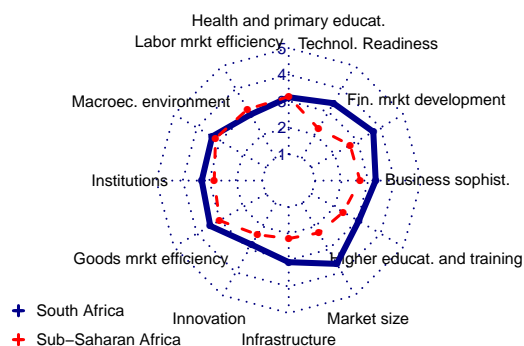 Health and primary educat.
Labor mrkt efficiency
Technol. Readiness
5
4
3
2
1
Macroec. environment
Fin. mrkt development
Institutions
Business sophist.
Goods mrkt efficiency
Higher educat. and training
Innovation
Market size
Infrastructure
South Africa
Sub−Saharan Africa